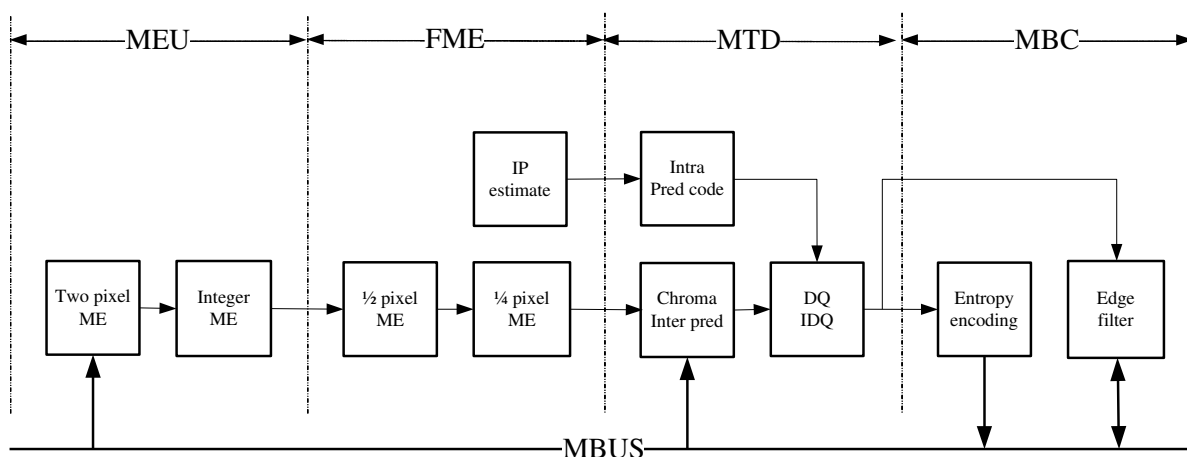 MEU
FME
MTD
MBC
IP
estimate
Intra
Pred code
Two pixel
ME
Integer
ME
½ pixel
ME
¼ pixel
ME
Chroma
Inter pred
DQ
IDQ
Entropy
encoding
Edge
filter
MBUS